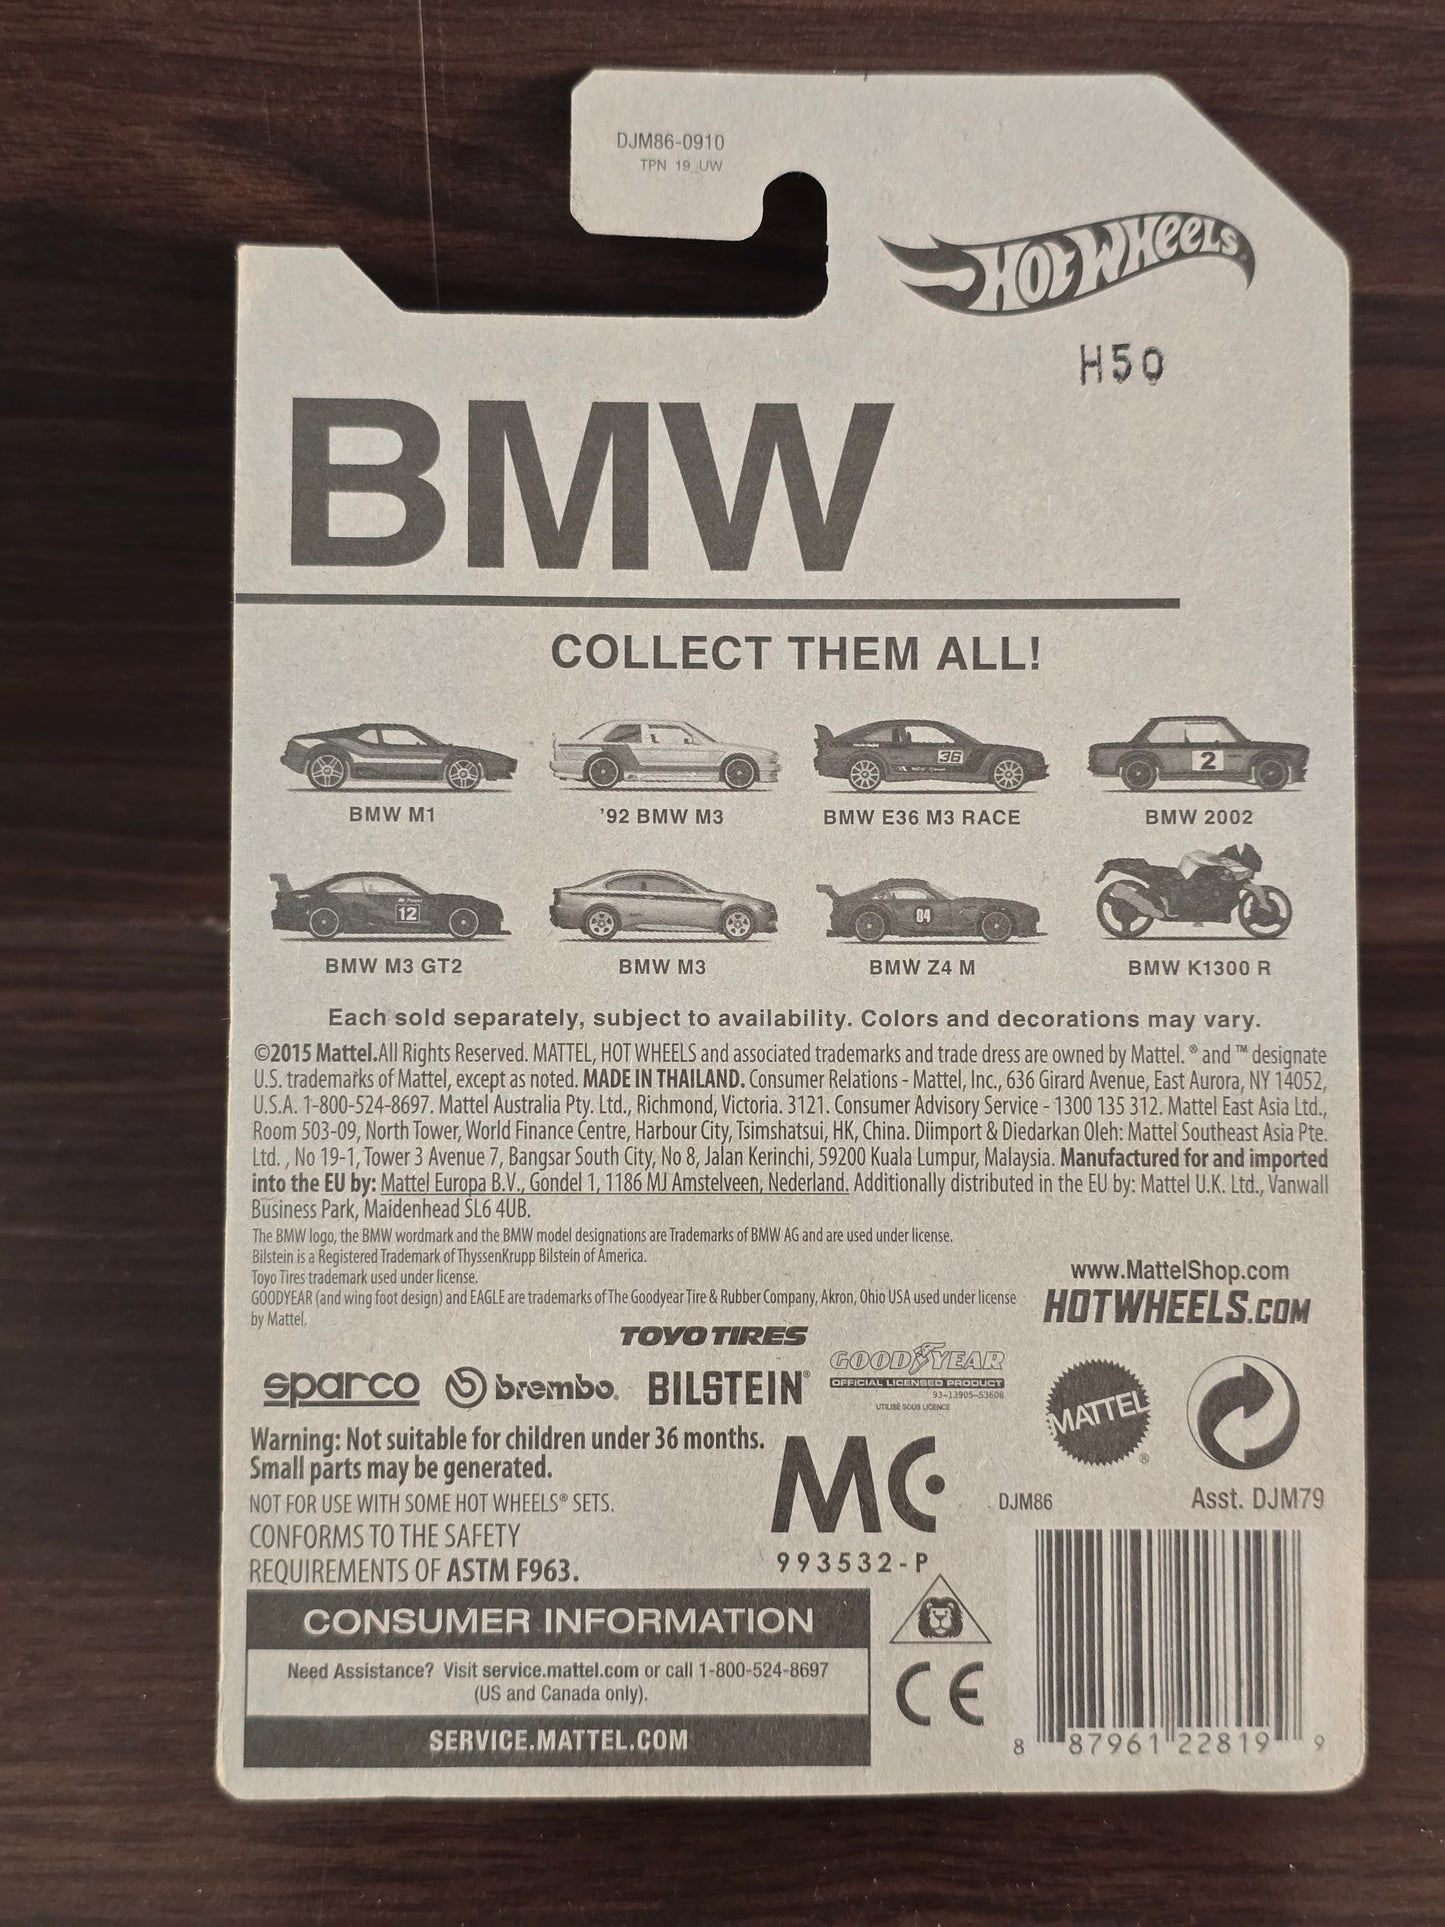 DJM86-0910
TPN 19_UW
HOT WHEELS
H50
BMW
COLLECT THEM ALL!
36
2
BMW M1
'92 BMW M3
BMW E36 M3 RACE
BMW 2002
12
04
BMW M3 GT2
BMW M3
BMW Z4 M
BMW K1300 R
Each sold separately, subject to availability. Colors and decorations may vary.
©2015 Mattel.All Rights Reserved. MATTEL, HOT WHEELS and associated trademarks and trade dress are owned by Mattel. ® and ™ designate
U.S. trademarks of Mattel, except as noted. MADE IN THAILAND. Consumer Relations - Mattel, Inc., 636 Girard Avenue, East Aurora, NY 14052,
U.S.A. 1-800-524-8697. Mattel Australia Pty. Ltd., Richmond, Victoria. 3121. Consumer Advisory Service - 1300 135 312. Mattel East Asia Ltd.,
Room 503-09, North Tower, World Finance Centre, Harbour City, Tsimshatsui, HK, China. Diimport & Diedarkan Oleh: Mattel Southeast Asia Pte.
Ltd. , No 19-1, Tower 3 Avenue 7, Bangsar South City, No 8, Jalan Kerinchi, 59200 Kuala Lumpur, Malaysia. Manufactured for and imported
into the EU by: Mattel Europa B.V., Gondel 1, 1186 MJ Amstelveen, Nederland. Additionally distributed in the EU by: Mattel U.K. Ltd., Vanwall
Business Park, Maidenhead SL6 4UB.
The BMW logo, the BMW wordmark and the BMW model designations are Trademarks of BMW AG and are used under license.
Bilstein is a Registered Trademark of ThyssenKrupp Bilstein of America.
Toyo Tires trademark used under license.
GOODYEAR (and wing foot design) and EAGLE are trademarks of The Goodyear Tire & Rubber Company, Akron, Ohio USA used under license
by Mattel.
www.MattelShop.com
HOTWHEELS.COM
TOYO TIRES
sparco
brembo.
BILSTEIN®
GOODYEAR
OFFICIAL LICENSED PRODUCT
93-13905-53608
UTILISÉ SOUS LICENCE
MATTEL®
Warning: Not suitable for children under 36 months.
Small parts may be generated.
NOT FOR USE WITH SOME HOT WHEELS® SETS.
CONFORMS TO THE SAFETY
REQUIREMENTS OF ASTM F963.
MC
993532-P
DJM86
Asst. DJM79
CONSUMER INFORMATION
Need Assistance? Visit service.mattel.com or call 1-800-524-8697
(US and Canada only).
SERVICE.MATTEL.COM
CE
8 87961 22819 9